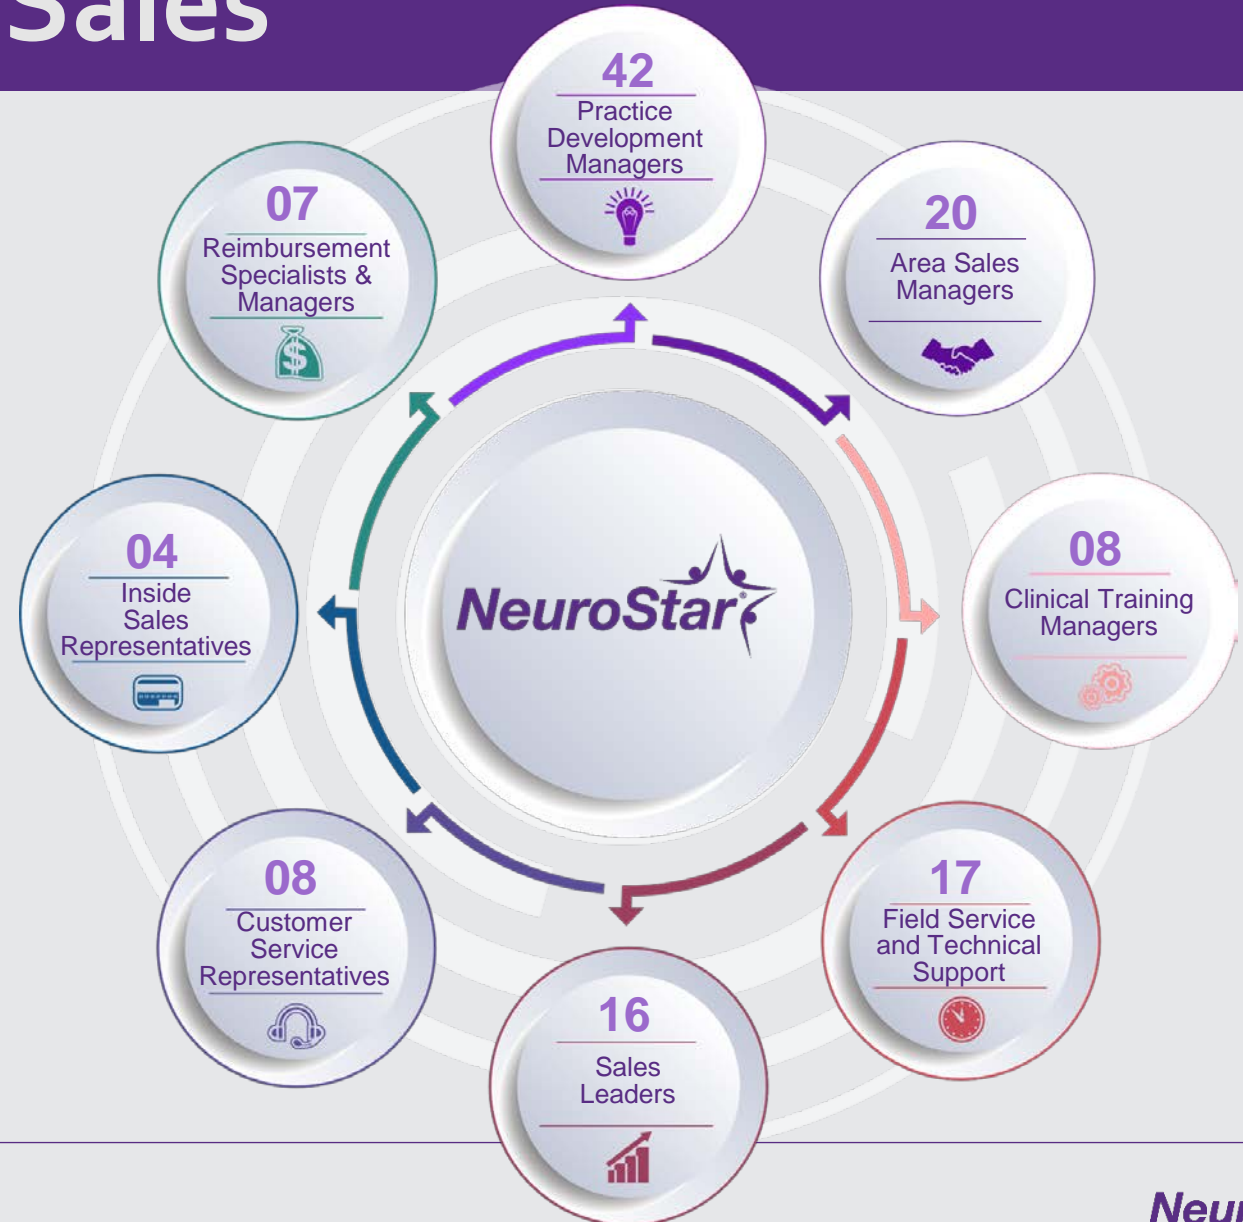 Sales
42
Practice
Development
Managers
20
Area Sales
Managers
08
Clinical Training
Managers
17
Field Service
and Technical
Support
16
Sales
Leaders
08
Customer
Service
Representatives
04
Inside
Sales
Representatives
07
Reimbursement
Specialists &
Managers
$
NeuroStar®
Neur